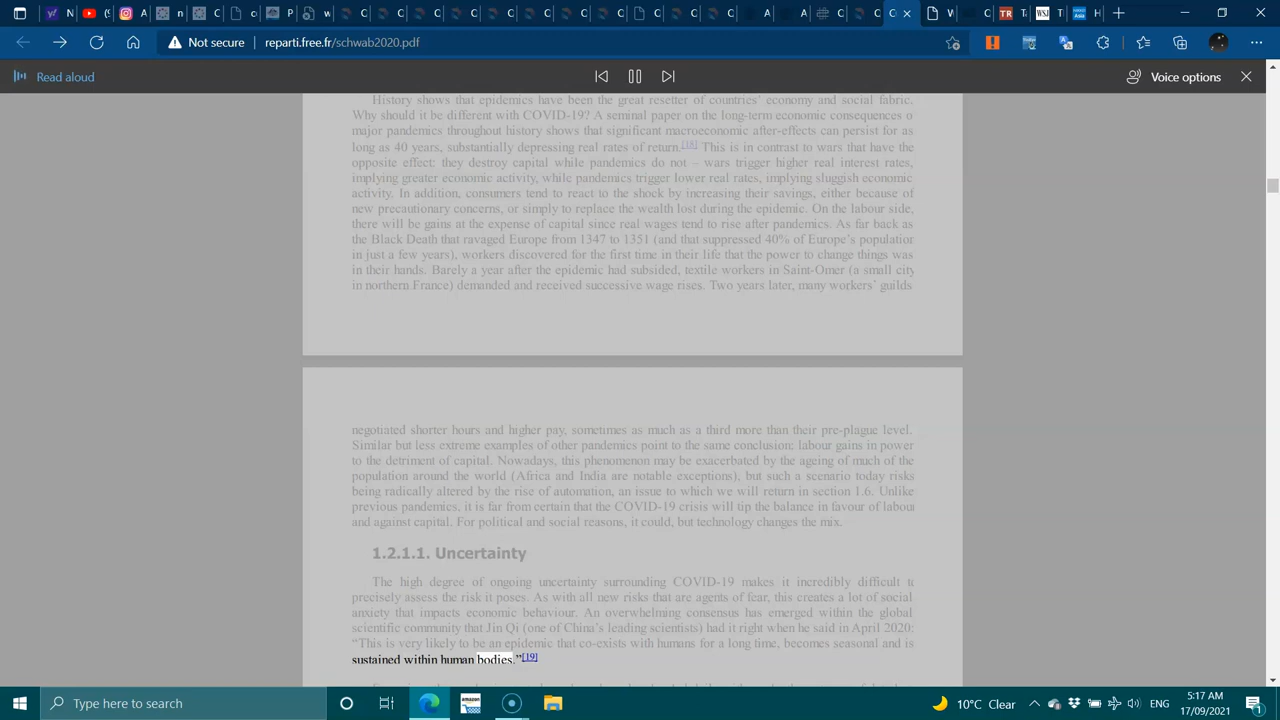 Not secure
reparti.free.fr/schwab2020.pdf
Read aloud
Voice options
History shows that epidemics have been the great resetter of countries' economy and social fabric.
Why should it be different with COVID-19? A seminal paper on the long-term economic consequences o
major pandemics throughout history shows that significant macroeconomic after-effects can persist for as
long as 40 years, substantially depressing real rates of return.[18] This is in contrast to wars that have the
opposite effect: they destroy capital while pandemics do not – wars trigger higher real interest rates,
implying greater economic activity, while pandemics trigger lower real rates, implying sluggish economic
activity. In addition, consumers tend to react to the shock by increasing their savings, either because of
new precautionary concerns, or simply to replace the wealth lost during the epidemic. On the labour side,
there will be gains at the expense of capital since real wages tend to rise after pandemics. As far back as
the Black Death that ravaged Europe from 1347 to 1351 (and that suppressed 40% of Europe's population
in just a few years), workers discovered for the first time in their life that the power to change things was
in their hands. Barely a year after the epidemic had subsided, textile workers in Saint-Omer (a small city
in northern France) demanded and received successive wage rises. Two years later, many workers' guilds
negotiated shorter hours and higher pay, sometimes as much as a third more than their pre-plague level.
Similar but less extreme examples of other pandemics point to the same conclusion: labour gains in power
to the detriment of capital. Nowadays, this phenomenon may be exacerbated by the ageing of much of the
population around the world (Africa and India are notable exceptions), but such a scenario today risks
being radically altered by the rise of automation, an issue to which we will return in section 1.6. Unlike
previous pandemics, it is far from certain that the COVID-19 crisis will tip the balance in favour of labour
and against capital. For political and social reasons, it could, but technology changes the mix.
1.2.1.1. Uncertainty
The high degree of ongoing uncertainty surrounding COVID-19 makes it incredibly difficult to
precisely assess the risk it poses. As with all new risks that are agents of fear, this creates a lot of social
anxiety that impacts economic behaviour. An overwhelming consensus has emerged within the global
scientific community that Jin Qi (one of China's leading scientists) had it right when he said in April 2020:
“This is very likely to be an epidemic that co-exists with humans for a long time, becomes seasonal and is
sustained within human bodies.”[19]
Type here to search
10°C Clear
ENG
5:17 AM
17/09/2021